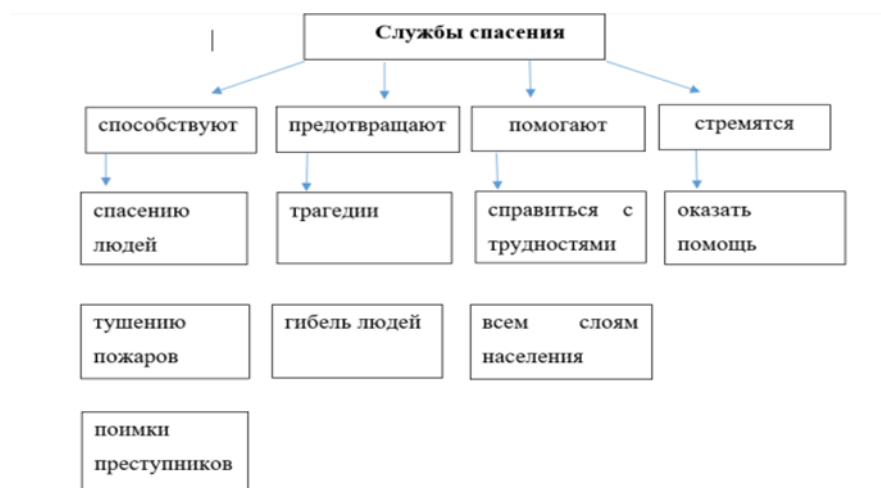 Службы спасения
способствуют
предотвращают
помогают
стремятся
спасению
людей
трагедии
справиться с
трудностями
оказать
помощь
тушению
пожаров
гибель людей
всем слоям
населения
поимки
преступников